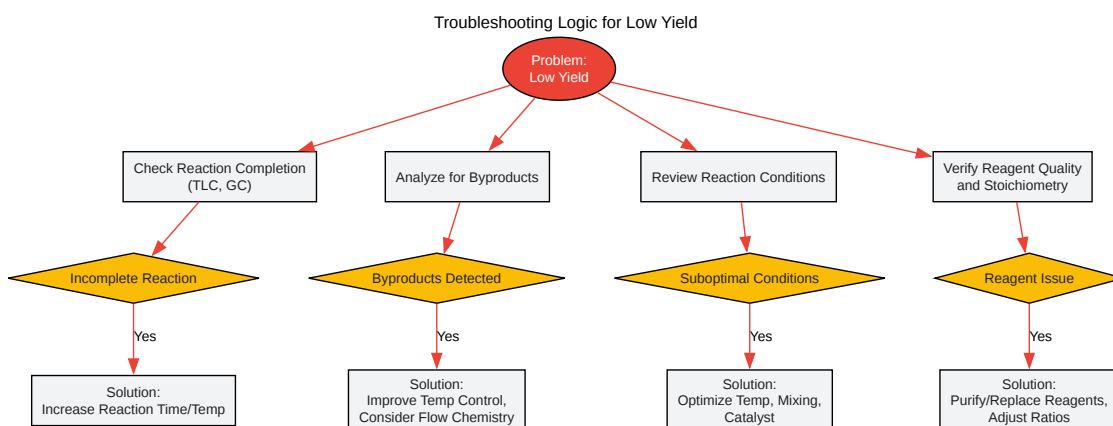 Troubleshooting Logic for Low Yield
Problem:
Low Yield
Check Reaction Completion
(TLC, GC)
Analyze for Byproducts
Review Reaction Conditions
Verify Reagent Quality
and Stoichiometry
Incomplete Reaction
Byproducts Detected
Suboptimal Conditions
Reagent Issue
Yes
Yes
Yes
Yes
Solution:
Increase Reaction Time/Temp
Solution:
Improve Temp Control,
Consider Flow Chemistry
Solution:
Optimize Temp, Mixing,
Catalyst
Solution:
Purify/Replace Reagents,
Adjust Ratios